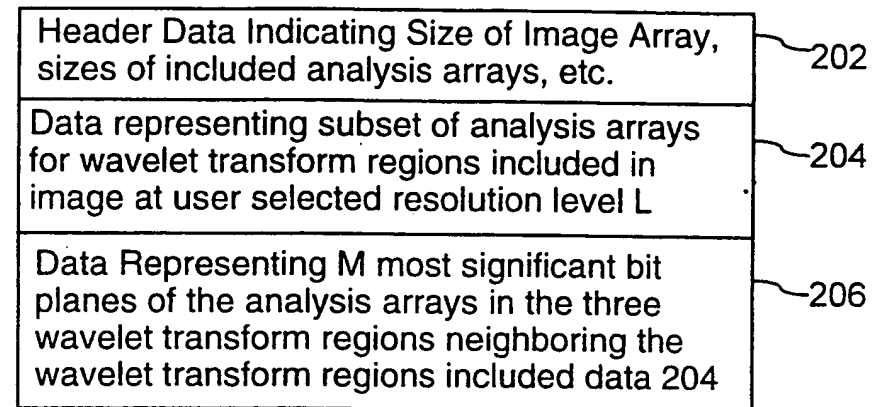 Header Data Indicating Size of Image Array,
sizes of included analysis arrays, etc.
202
Data representing subset of analysis arrays
for wavelet transform regions included in
image at user selected resolution level L
204
Data Representing M most significant bit
planes of the analysis arrays in the three
wavelet transform regions neighboring the
wavelet transform regions included data 204
206